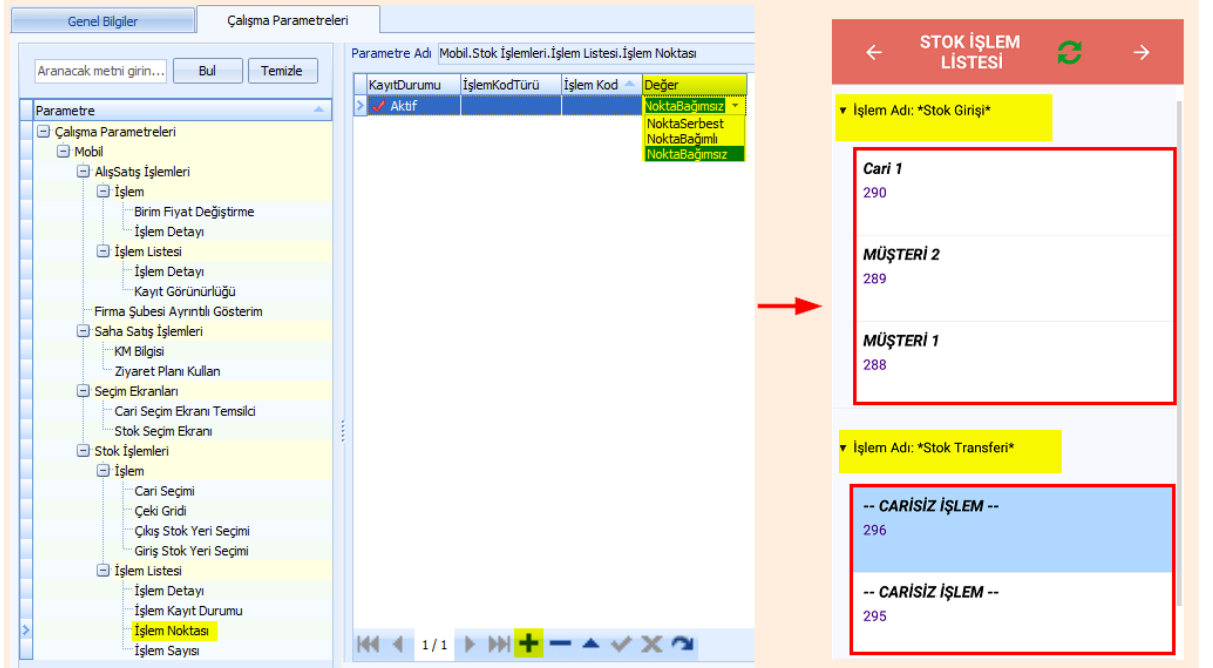 Genel Bilgiler
Çalışma Parametreleri
Aranacak metni girin...
Bul
Temizle
Parametre
Çalışma Parametreleri
Mobil
AlışSatış İşlemleri
İşlem
Birim Fiyat Değiştirme
İşlem Detayı
İşlem Listesi
İşlem Detayı
Kayıt Görünürlüğü
Firma Şubesi Ayrıntılı Gösterim
Saha Satış İşlemleri
KM Bilgisi
Ziyaret Planı Kullan
Seçim Ekranları
Cari Seçim Ekranı Temsilci
Stok Seçim Ekranı
Stok İşlemleri
İşlem
Cari Seçimi
Çeki Gridi
Çıkış Stok Yeri Seçimi
Giriş Stok Yeri Seçimi
İşlem Listesi
İşlem Detayı
İşlem Kayıt Durumu
İşlem Noktası
İşlem Sayısı
Parametre Adı Mobil.Stok İşlemleri.İşlem Listesi.İşlem Noktası
KayıtDurumu İşlemKodTürü İşlem Kod Değer
Aktif NoktaBağımsız
NoktaSerbest
NoktaBağımlı
NoktaBağımsız
1 / 1
STOK İŞLEM
LİSTESİ
İşlem Adı: *Stok Girişi*
Cari 1
290
MÜŞTERİ 2
289
MÜŞTERİ 1
288
İşlem Adı: *Stok Transferi*
-- CARİSİZ İŞLEM --
296
-- CARİSİZ İŞLEM --
295